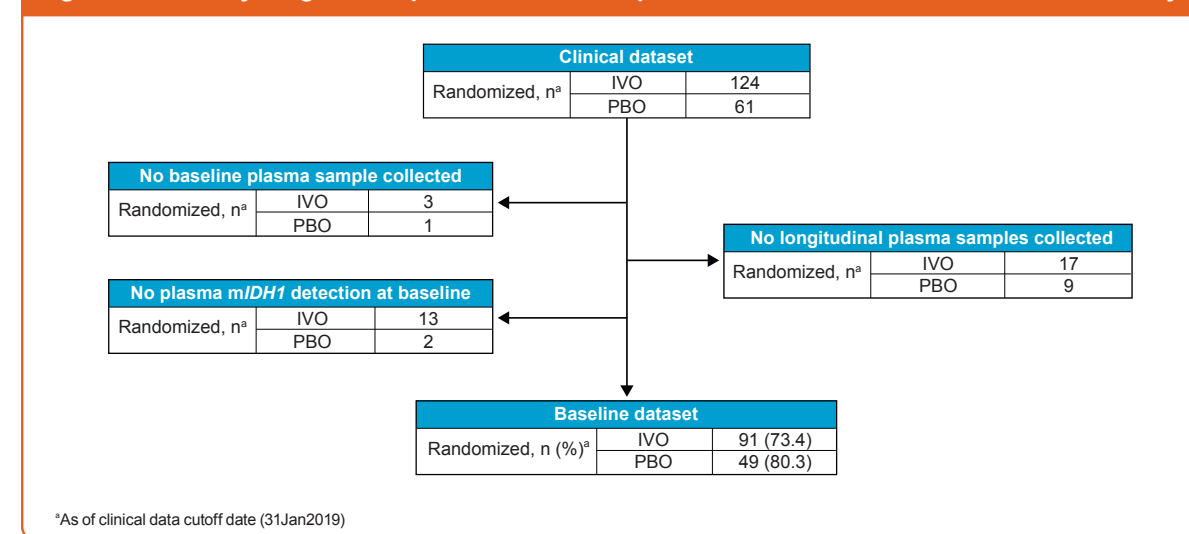 Clinical dataset
Randomized, nᵃ IVO 124
PBO 61
No baseline plasma sample collected
Randomized, nᵃ IVO 3
PBO 1
No longitudinal plasma samples collected
Randomized, nᵃ IVO 17
PBO 9
No plasma mIDH1 detection at baseline
Randomized, nᵃ IVO 13
PBO 2
Baseline dataset
Randomized, n (%)ᵃ IVO 91 (73.4)
PBO 49 (80.3)
ᵃAs of clinical data cutoff date (31Jan2019)